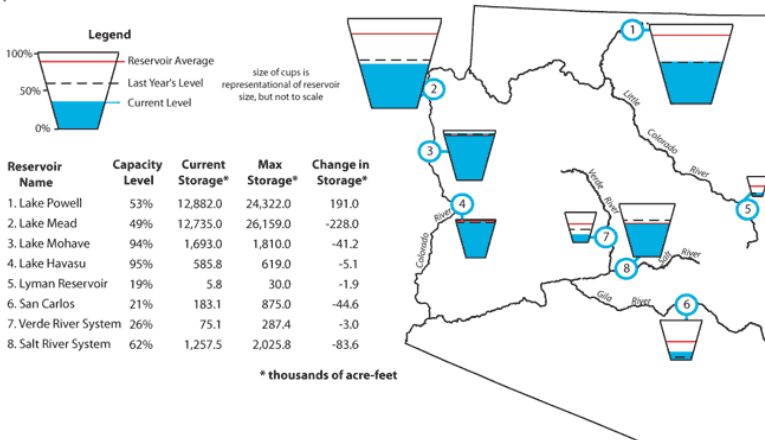 Legend
100%
50%
0%
Reservoir Average
Last Year's Level
Current Level
size of cups is
representational of reservoir
size, but not to scale
Reservoir Name Capacity Level Current Storage* Max Storage* Change in Storage*
1. Lake Powell 53% 12,882.0 24,322.0 191.0
2. Lake Mead 49% 12,735.0 26,159.0 -228.0
3. Lake Mohave 94% 1,693.0 1,810.0 -41.2
4. Lake Havasu 95% 585.8 619.0 -5.1
5. Lyman Reservoir 19% 5.8 30.0 -1.9
6. San Carlos 21% 183.1 875.0 -44.6
7. Verde River System 26% 75.1 287.4 -3.0
8. Salt River System 62% 1,257.5 2,025.8 -83.6
* thousands of acre-feet
1
2
3
4
5
6
7
8
Little Colorado River
Verde River
Colorado River
Salt River
Gila River